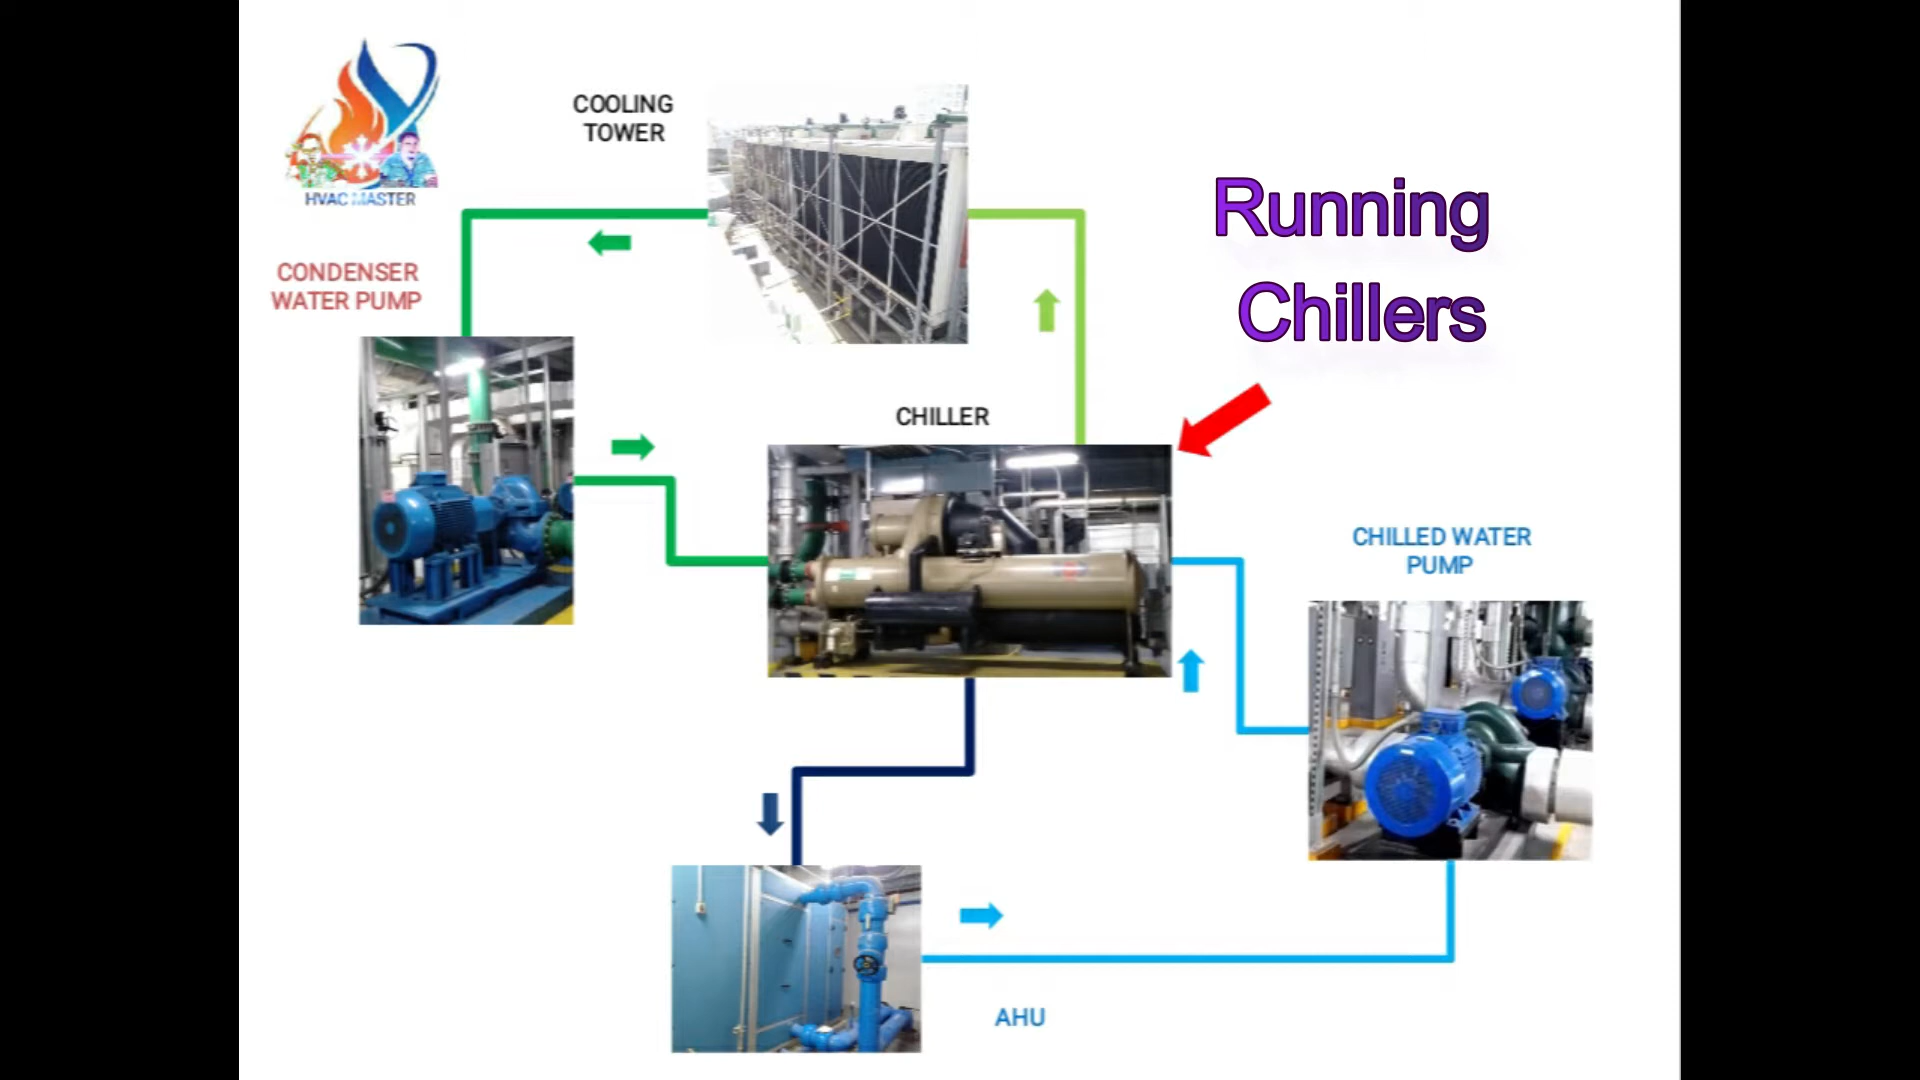 HVAC MASTER
COOLING
TOWER
Running
Chillers
CONDENSER
WATER PUMP
CHILLER
CHILLED WATER
PUMP
AHU